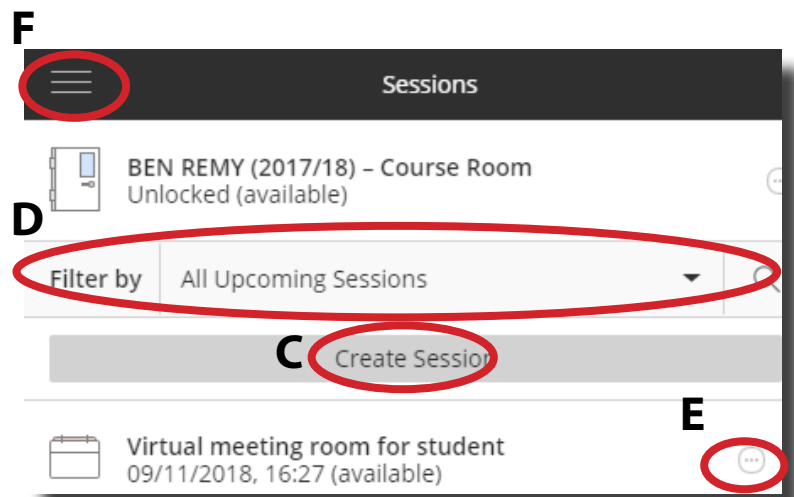 F
Sessions
BEN REMY (2017/18) – Course Room
Unlocked (available)
D
Filter by All Upcoming Sessions
C Create Session
E
Virtual meeting room for student
09/11/2018, 16:27 (available)